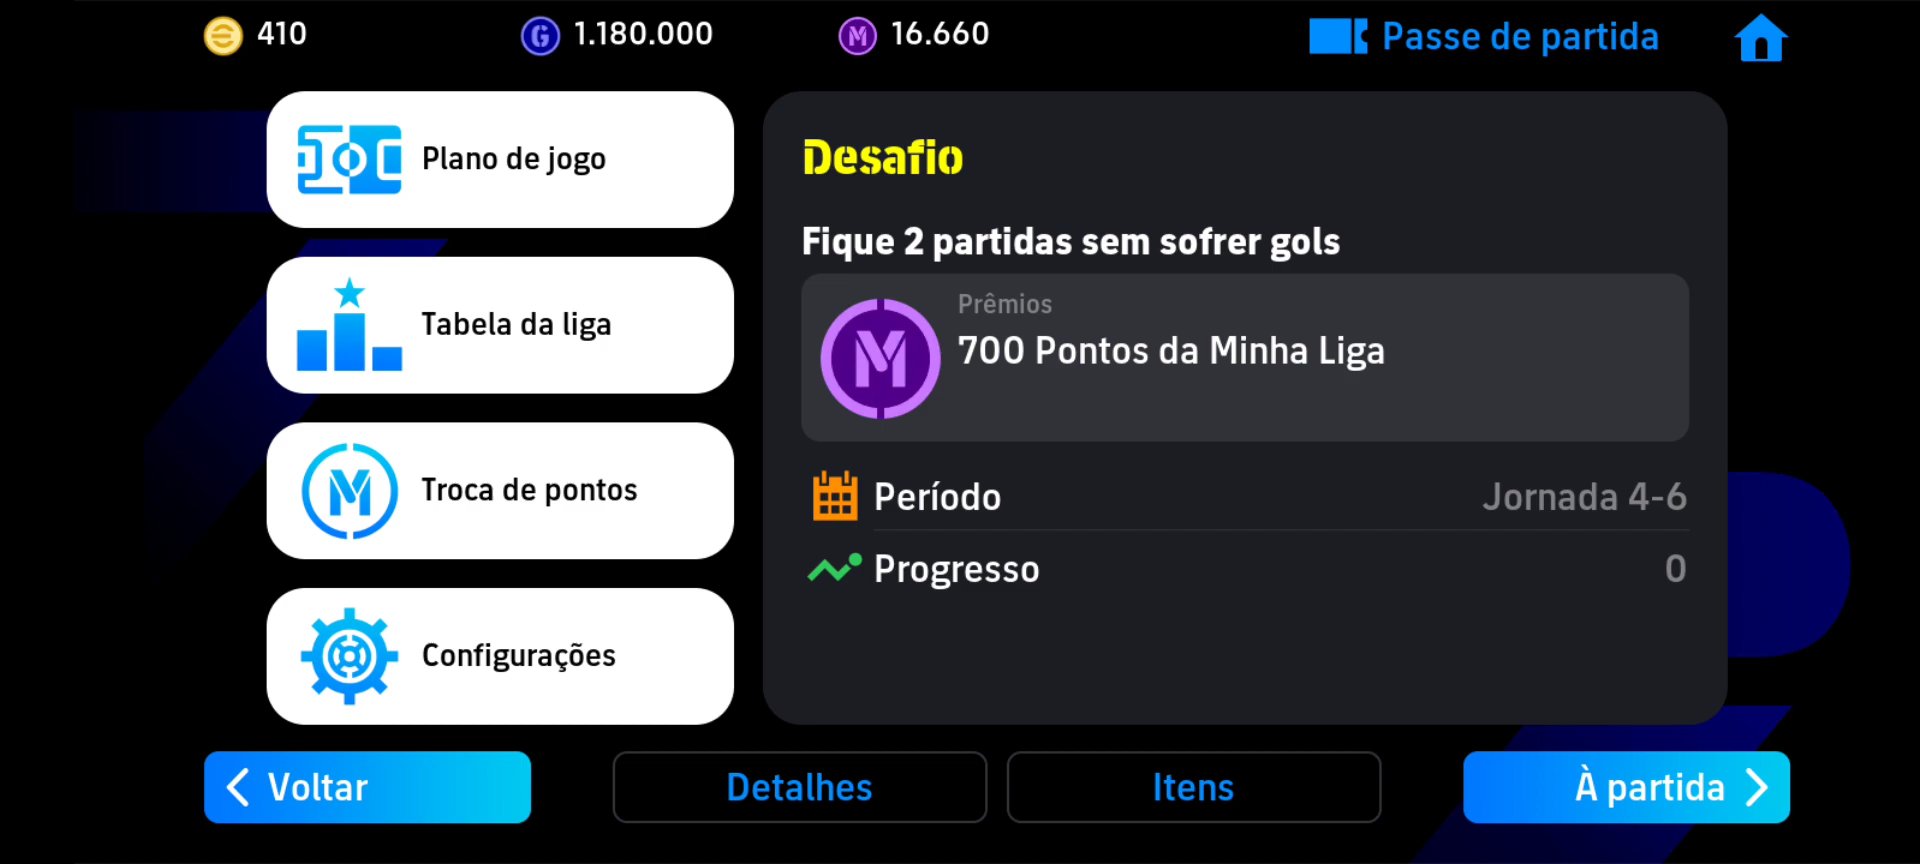 410
1.180.000
16.660
Passe de partida
Plano de jogo
Tabela da liga
Troca de pontos
Configurações
Desafio
Fique 2 partidas sem sofrer gols
Prêmios
700 Pontos da Minha Liga
Período
Jornada 4-6
Progresso
0
Voltar
Detalhes
Itens
À partida